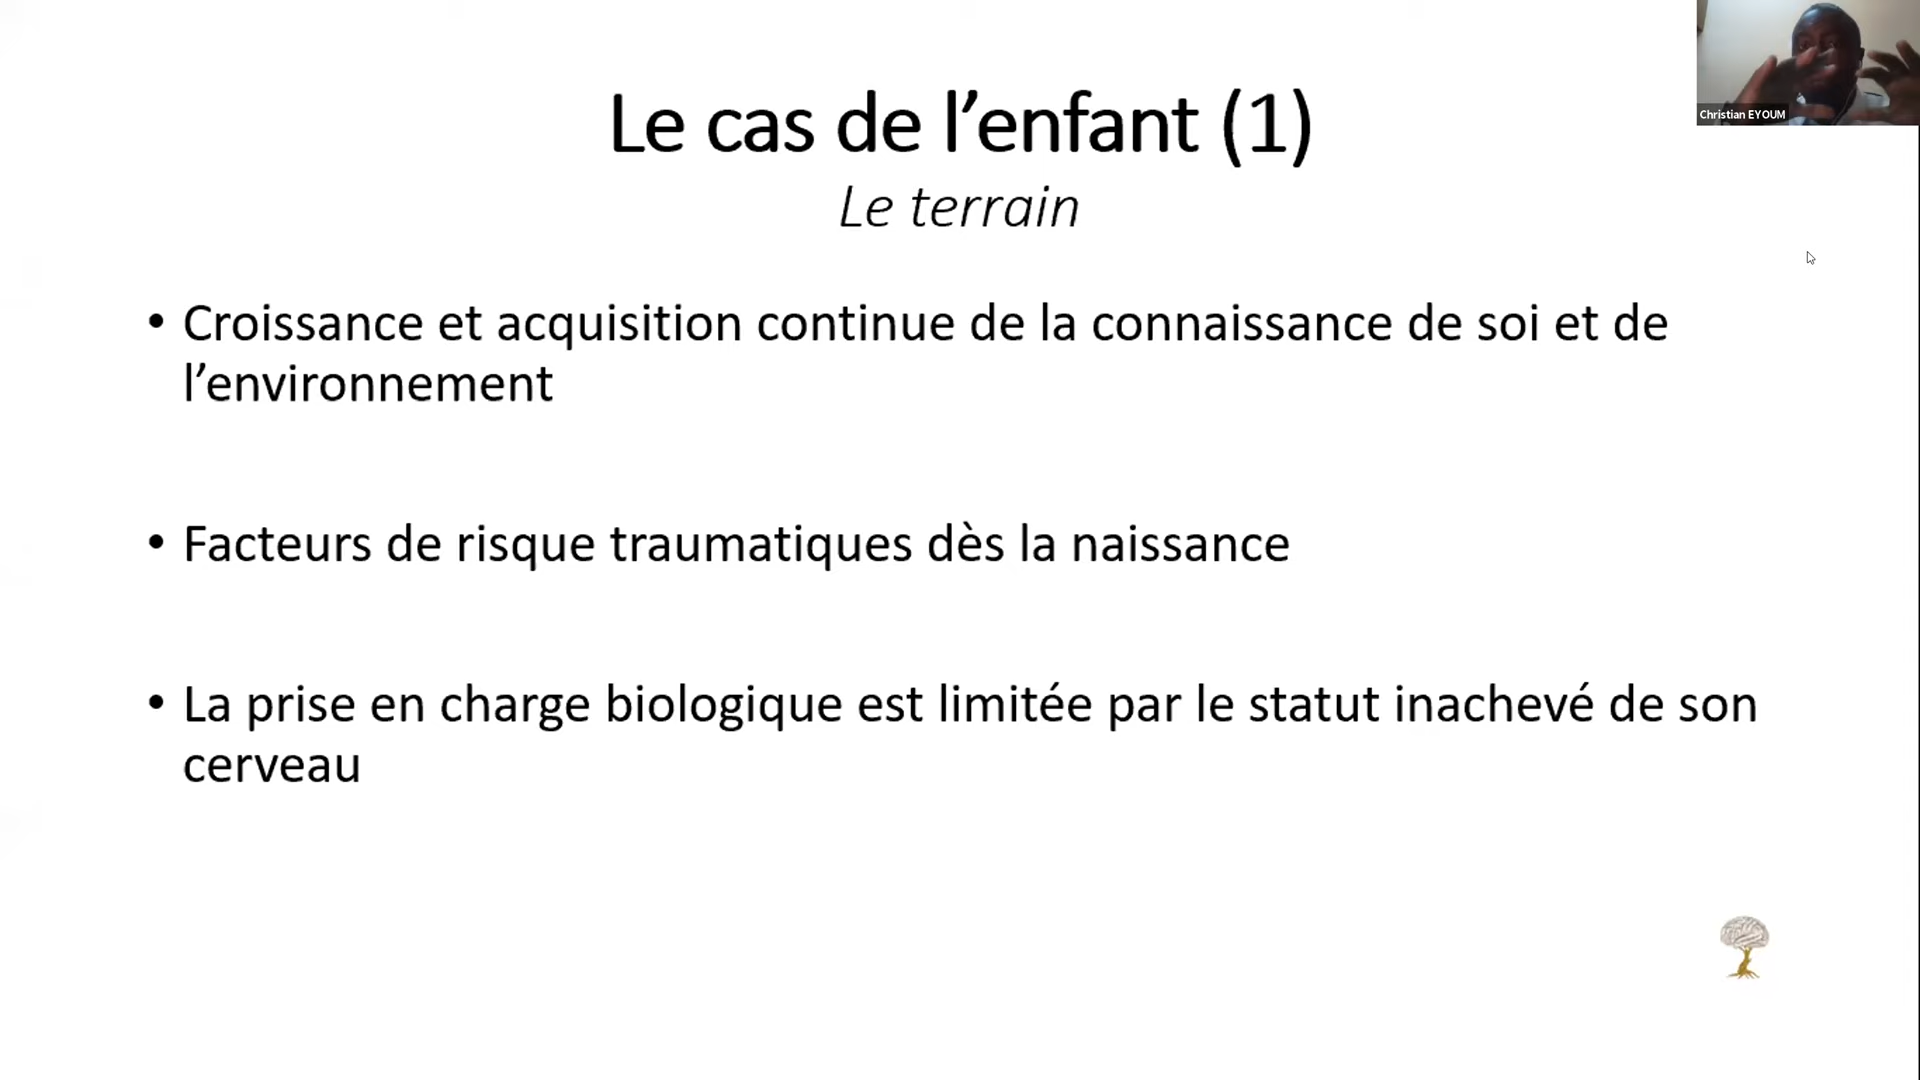 Christian EYOUM
Le cas de l’enfant (1)
Le terrain
• Croissance et acquisition continue de la connaissance de soi et de
l’environnement
• Facteurs de risque traumatiques dès la naissance
• La prise en charge biologique est limitée par le statut inachevé de son
cerveau